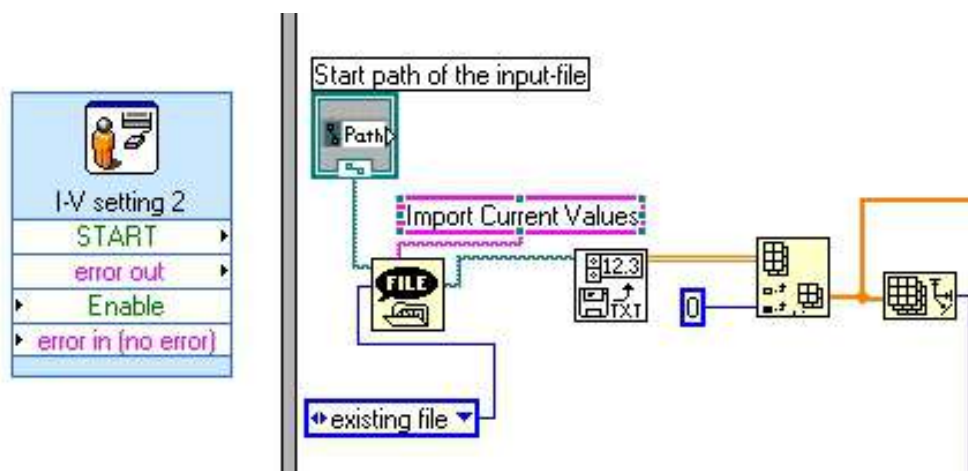 I-V setting 2
START
error out
Enable
error in (no error)
Start path of the input-file
Path
Import Current Values
FILE
12.3
TXT
0
existing file